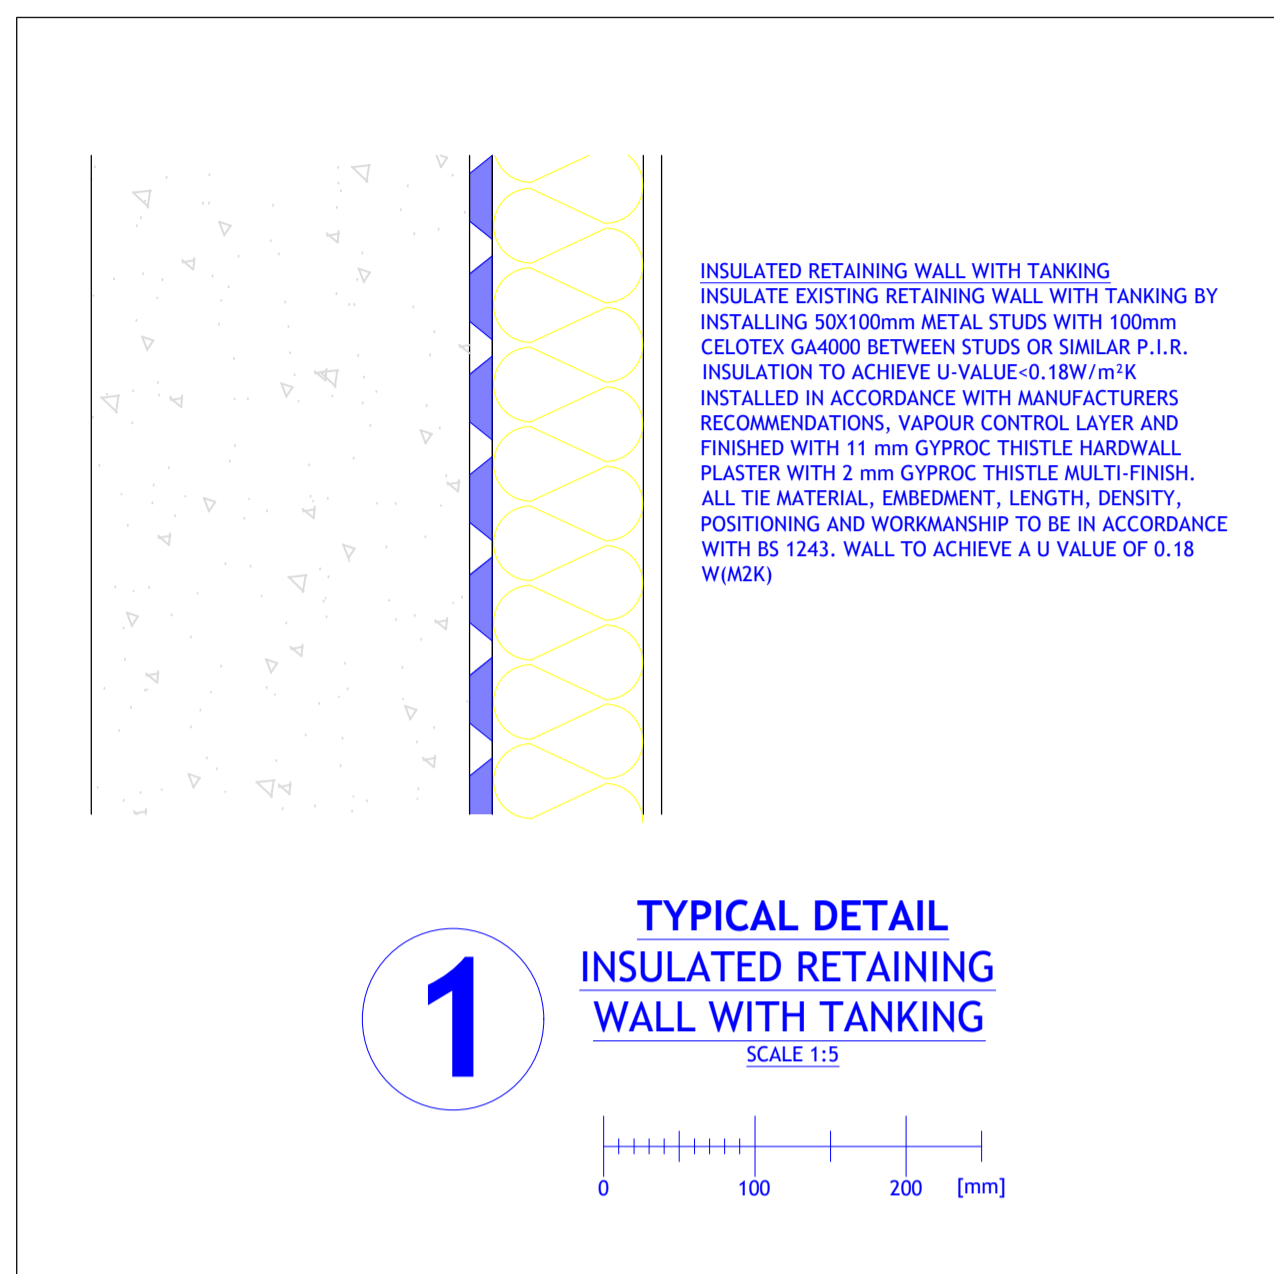 INSULATED RETAINING WALL WITH TANKING
INSULATE EXISTING RETAINING WALL WITH TANKING BY
INSTALLING 50X100mm METAL STUDS WITH 100mm
CELOTEX GA4000 BETWEEN STUDS OR SIMILAR P.I.R.
INSULATION TO ACHIEVE U-VALUE<0.18W/m²K
INSTALLED IN ACCORDANCE WITH MANUFACTURERS
RECOMMENDATIONS, VAPOUR CONTROL LAYER AND
FINISHED WITH 11 mm GYPROC THISTLE HARDWALL
PLASTER WITH 2 mm GYPROC THISTLE MULTI-FINISH.
ALL TIE MATERIAL, EMBEDMENT, LENGTH, DENSITY,
POSITIONING AND WORKMANSHIP TO BE IN ACCORDANCE
WITH BS 1243. WALL TO ACHIEVE A U VALUE OF 0.18
W(M2K)
1
TYPICAL DETAIL
INSULATED RETAINING
WALL WITH TANKING
SCALE 1:5
0 100 200 [mm]